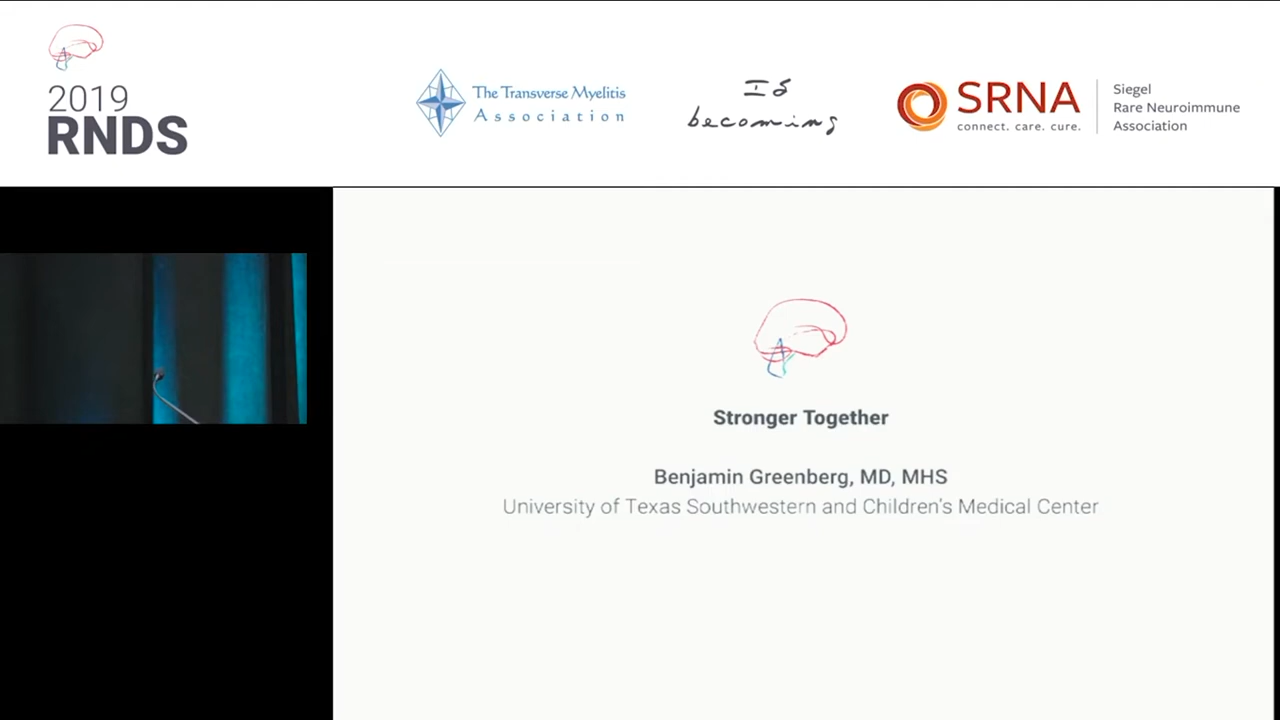 2019
RNDS
The Transverse Myelitis
Association
Is
becoming
SRNA
connect. care. cure.
Siegel
Rare Neuroimmune
Association
Stronger Together
Benjamin Greenberg, MD, MHS
University of Texas Southwestern and Children's Medical Center